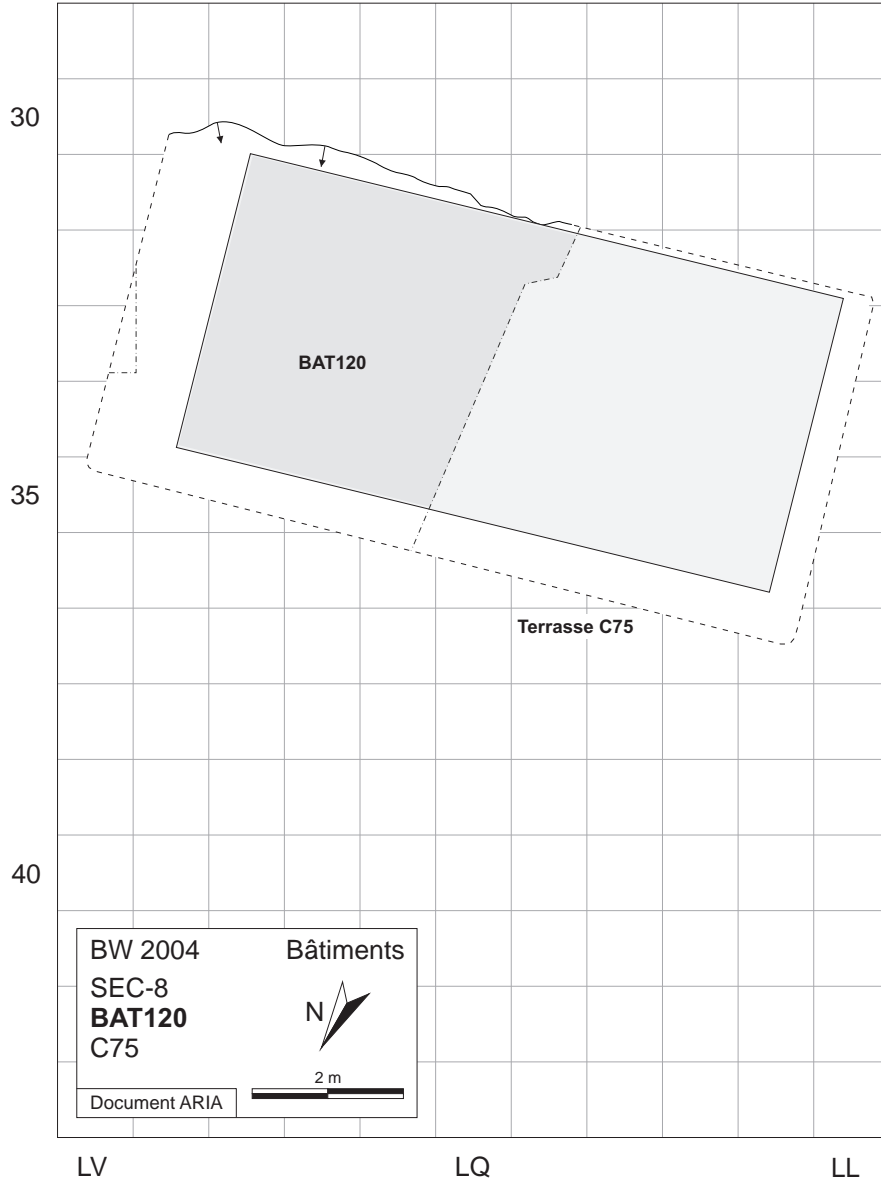 30
BAT120
35
Terrasse C75
40
BW 2004 Bâtiments
SEC-8
BAT120
C75
N
2 m
Document ARIA
LV LQ LL